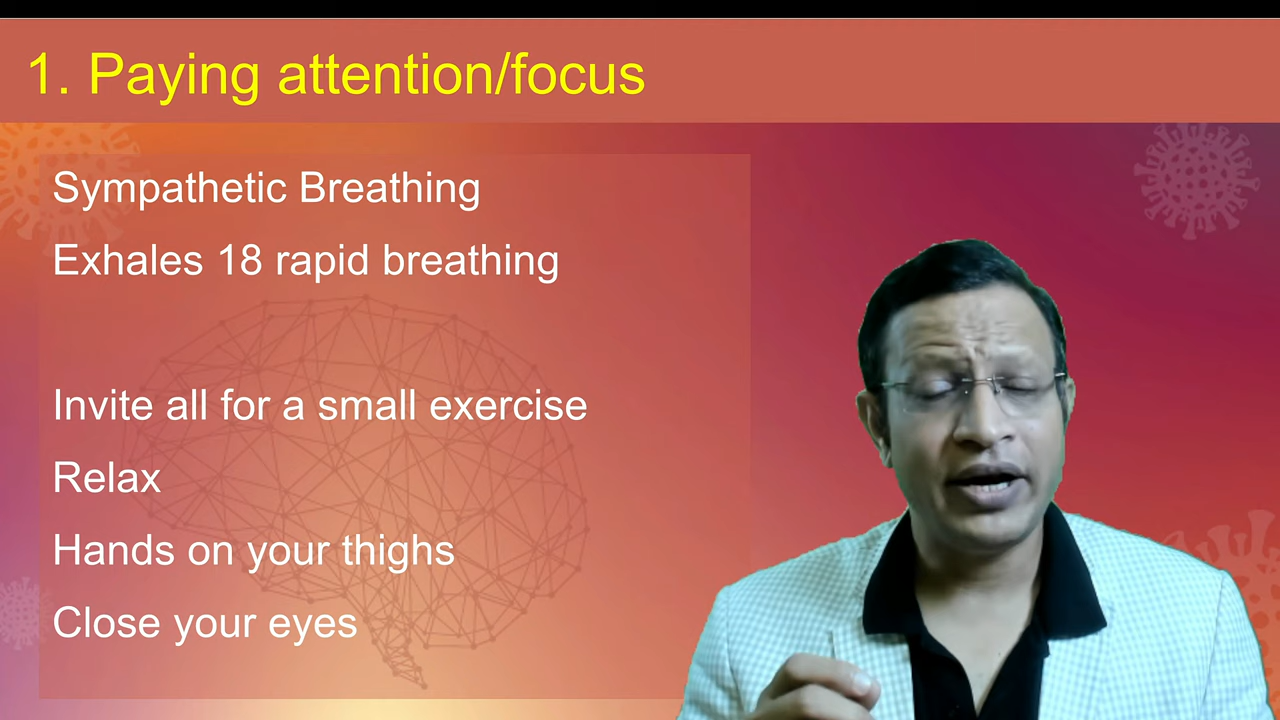 1. Paying attention/focus
Sympathetic Breathing
Exhales 18 rapid breathing
Invite all for a small exercise
Relax
Hands on your thighs
Close your eyes